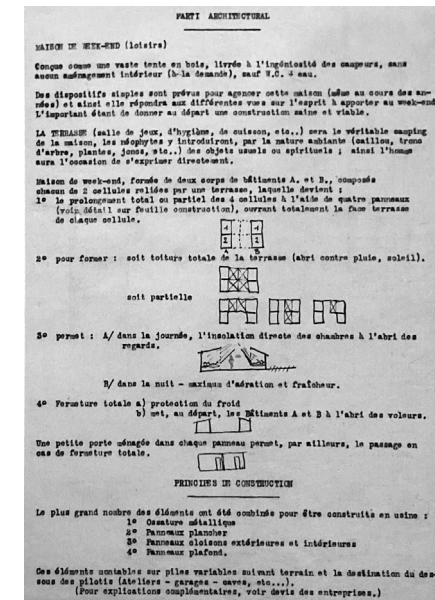 PARTI ARCHITECTURAL
MAISON DE WEEK-END (loisirs)
Conçue comme une vaste tente en bois, livrée à l'ingéniosité des campeurs, sans
aucun aménagement intérieur (à la demande), sauf W.C. & eau.
Des dispositifs simples sont prévus pour agencer cette maison (même au cours des an-
nées) et ainsi elle répondra aux différentes vues sur l'esprit à apporter au week-end
L'important étant de donner au départ une construction saine et viable.
LA TERRASSE (salle de jeux, d'hygiène, de cuisson, etc..) sera le véritable camping
de la maison, les néophytes y introduiront, par la nature ambiante (caillou, tronc
d'arbre, plantes, joncs, etc..) des objets usuels ou spirituels ; ainsi l'homme
aura l'occasion de s'exprimer directement.
Maison de week-end, formée de deux corps de bâtiments A. et B., composés
chacun de 2 cellules reliées par une terrasse, laquelle devient :
1° le prolongement total ou partiel des 4 cellules à l'aide de quatre panneaux
(voir détail sur feuille construction), ouvrant totalement la face terrasse
de chaque cellule.
1 1
2 2
A B
2° pour former : soit toiture totale de la terrasse (abri contre pluie, soleil).
soit partielle
3° permet : A/ dans la journée, l'insolation directe des chambres à l'abri des
regards.
B/ dans la nuit - maximum d'aération et fraîcheur.
4° Fermeture totale a) protection du froid
b) met, au départ, les Bâtiments A et B à l'abri des voleurs.
Une petite porte ménagée dans chaque panneau permet, par ailleurs, le passage en
cas de fermeture totale.
PRINCIPES DE CONSTRUCTION
Le plus grand nombre des éléments ont été combinés pour être construits en usine :
1° Ossature métallique
2° Panneaux plancher
3° Panneaux cloisons extérieures et intérieures
4° Panneaux plafond.
Ces éléments montables sur piles variables suivant terrain et la destination du des-
sous des pilotis (ateliers - garages - caves, etc...).
(Pour explications complémentaires, voir devis des entreprises.)